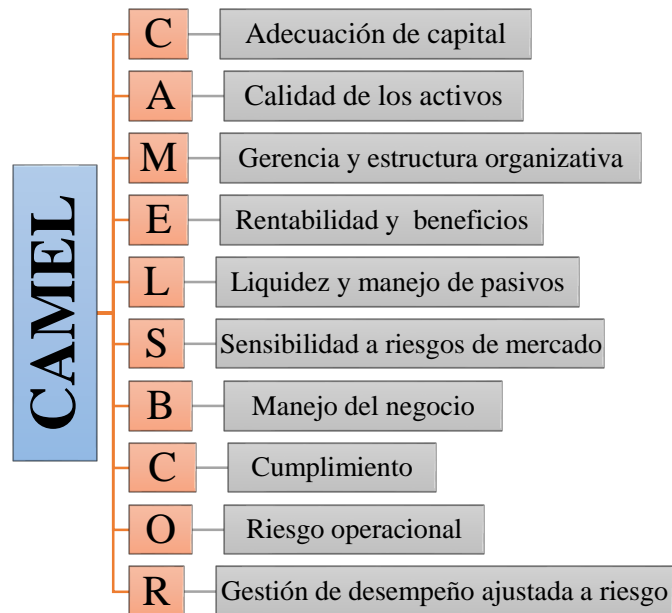 CAMEL
C Adecuación de capital
A Calidad de los activos
M Gerencia y estructura organizativa
E Rentabilidad y beneficios
L Liquidez y manejo de pasivos
S Sensibilidad a riesgos de mercado
B Manejo del negocio
C Cumplimiento
O Riesgo operacional
R Gestión de desempeño ajustada a riesgo